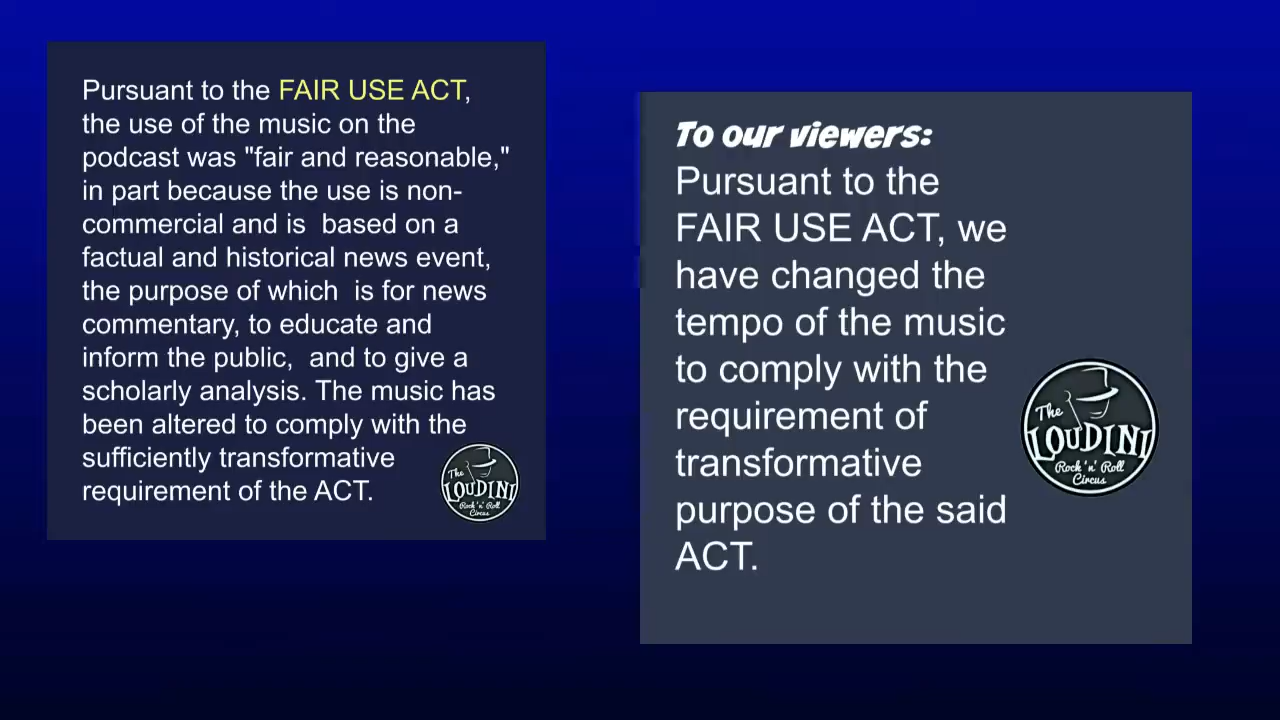 Pursuant to the FAIR USE ACT,
the use of the music on the
podcast was "fair and reasonable,"
in part because the use is non-
commercial and is  based on a
factual and historical news event,
the purpose of which  is for news
commentary, to educate and
inform the public,  and to give a
scholarly analysis. The music has
been altered to comply with the
sufficiently transformative
requirement of the ACT.
The
LOUDINI
Rock 'n' Roll
Circus
To our viewers:
Pursuant to the
FAIR USE ACT, we
have changed the
tempo of the music
to comply with the
requirement of
transformative
purpose of the said
ACT.
The
LOUDINI
Rock 'n' Roll
Circus